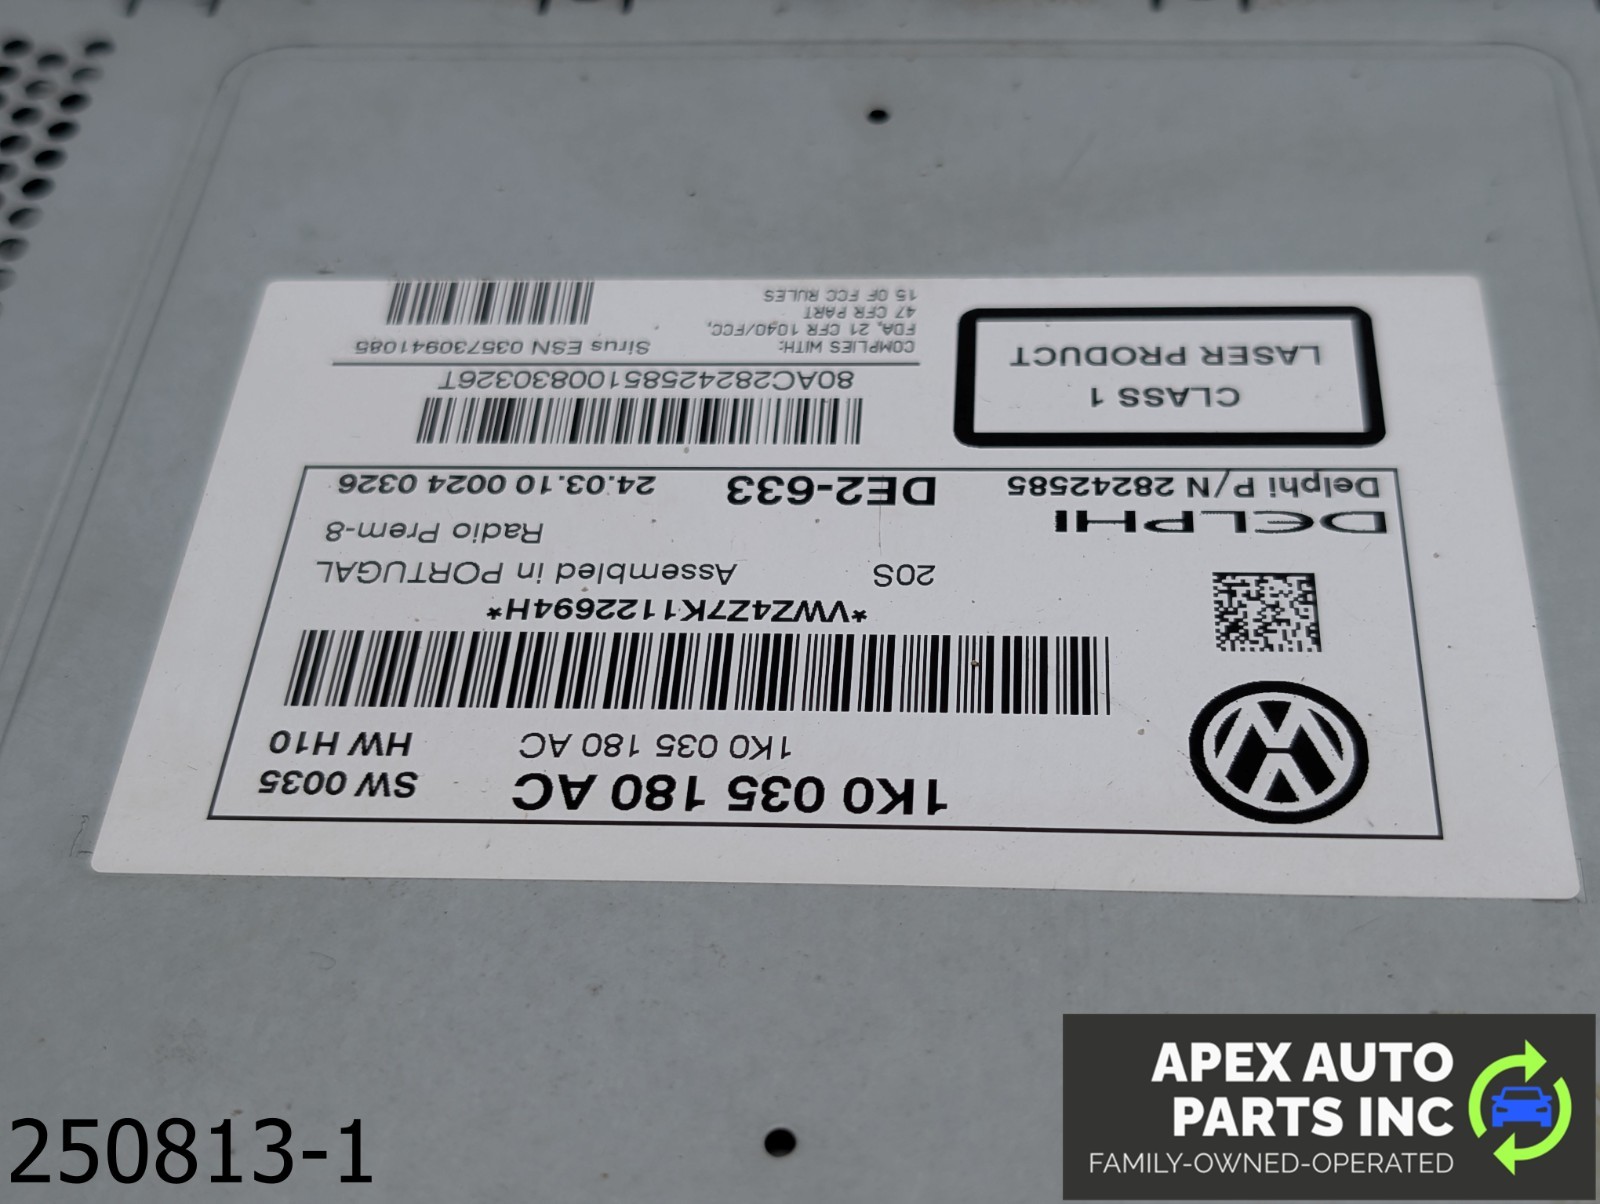 1K0 035 180 AC
SW 0035
1K0 035 180 AC
HW H10
*VWZ4Z7K1122694H*
20S
Assembled in PORTUGAL
DELPHI
Radio Prem-8
Delphi P/N 28242585
DE2-633
24.03.10 0024 0326
CLASS 1
LASER PRODUCT
80AC28242585100830326T
COMPLIES WITH:
FDA, 21 CFR 1040/FCC,
47 CFR PART
15 OF FCC RULES
Sirus ESN 035730941085
250813-1
APEX AUTO
PARTS INC
FAMILY-OWNED-OPERATED